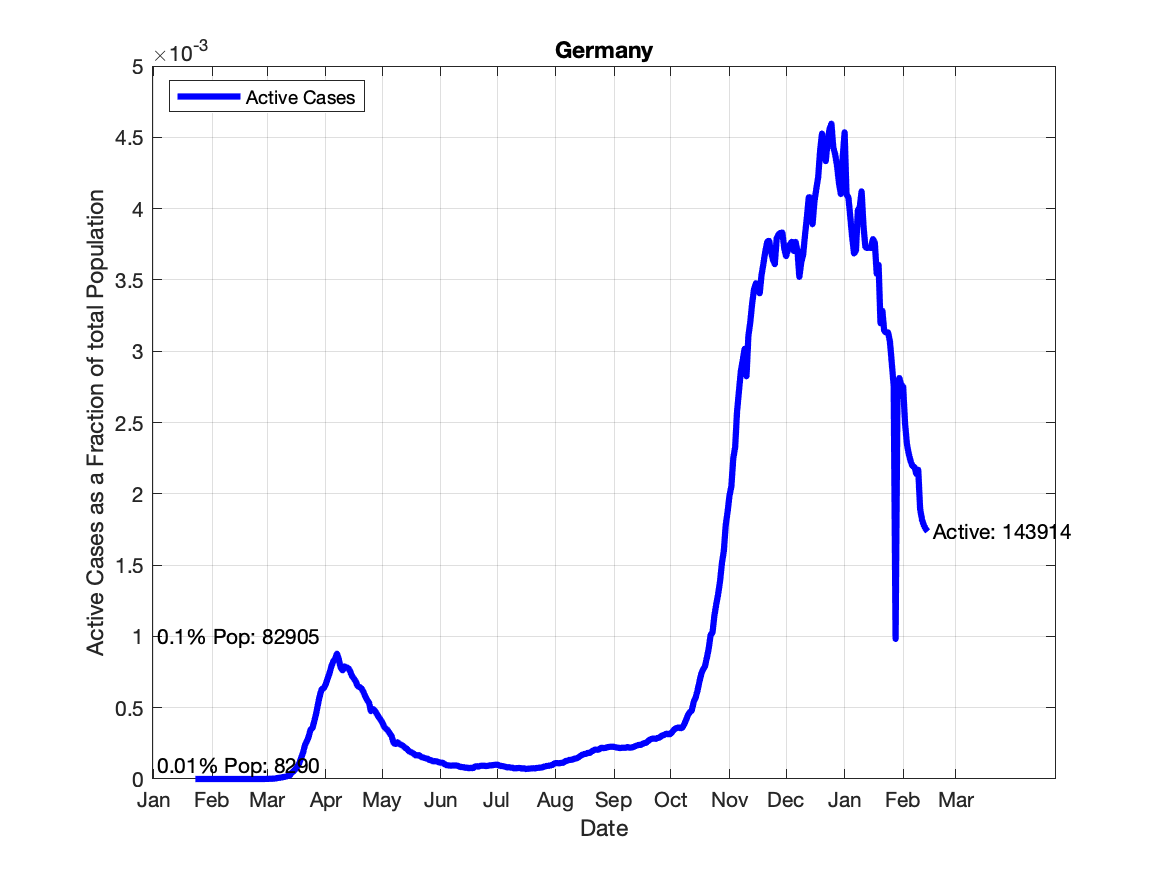 Germany
×10-3
5
Active Cases
4.5
4
3.5
3
2.5
2
Active: 143914
1.5
1
0.1% Pop: 82905
0.5
0.01% Pop: 8290
0
Jan Feb Mar Apr May Jun Jul Aug Sep Oct Nov Dec Jan Feb Mar
Date
Active Cases as a Fraction of total Population